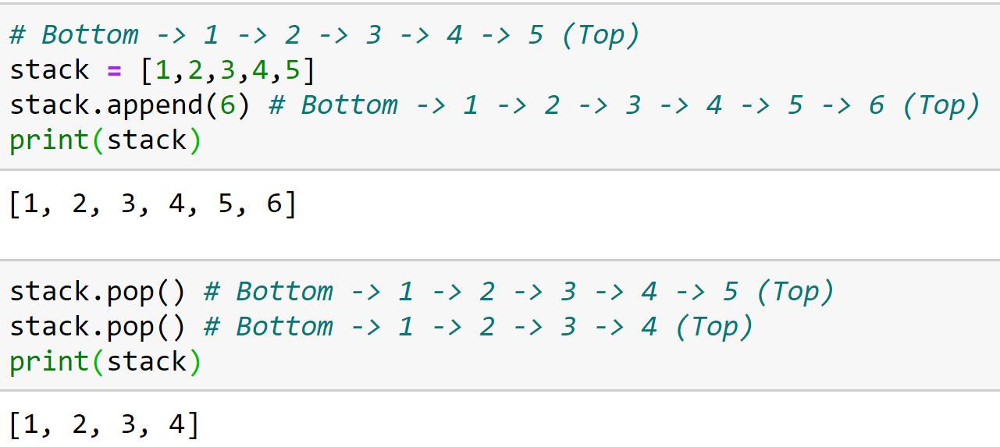 # Bottom -> 1 -> 2 -> 3 -> 4 -> 5 (Top)
stack = [1,2,3,4,5]
stack.append(6) # Bottom -> 1 -> 2 -> 3 -> 4 -> 5 -> 6 (Top)
print(stack)
[1, 2, 3, 4, 5, 6]
stack.pop() # Bottom -> 1 -> 2 -> 3 -> 4 -> 5 (Top)
stack.pop() # Bottom -> 1 -> 2 -> 3 -> 4 (Top)
print(stack)
[1, 2, 3, 4]